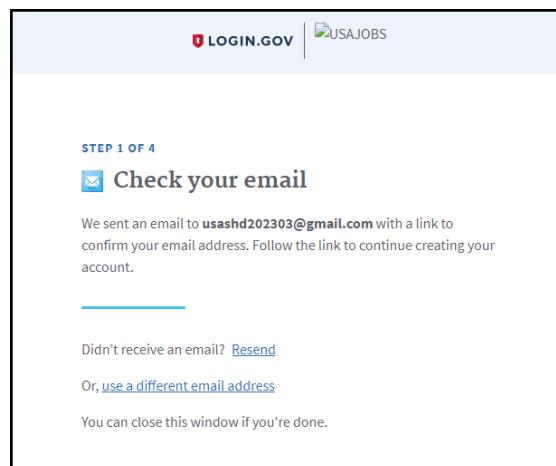 LOGIN.GOV USAJOBS
STEP 1 OF 4
Check your email
We sent an email to usashd202303@gmail.com with a link to
confirm your email address. Follow the link to continue creating your
account.
Didn't receive an email? Resend
Or, use a different email address
You can close this window if you're done.